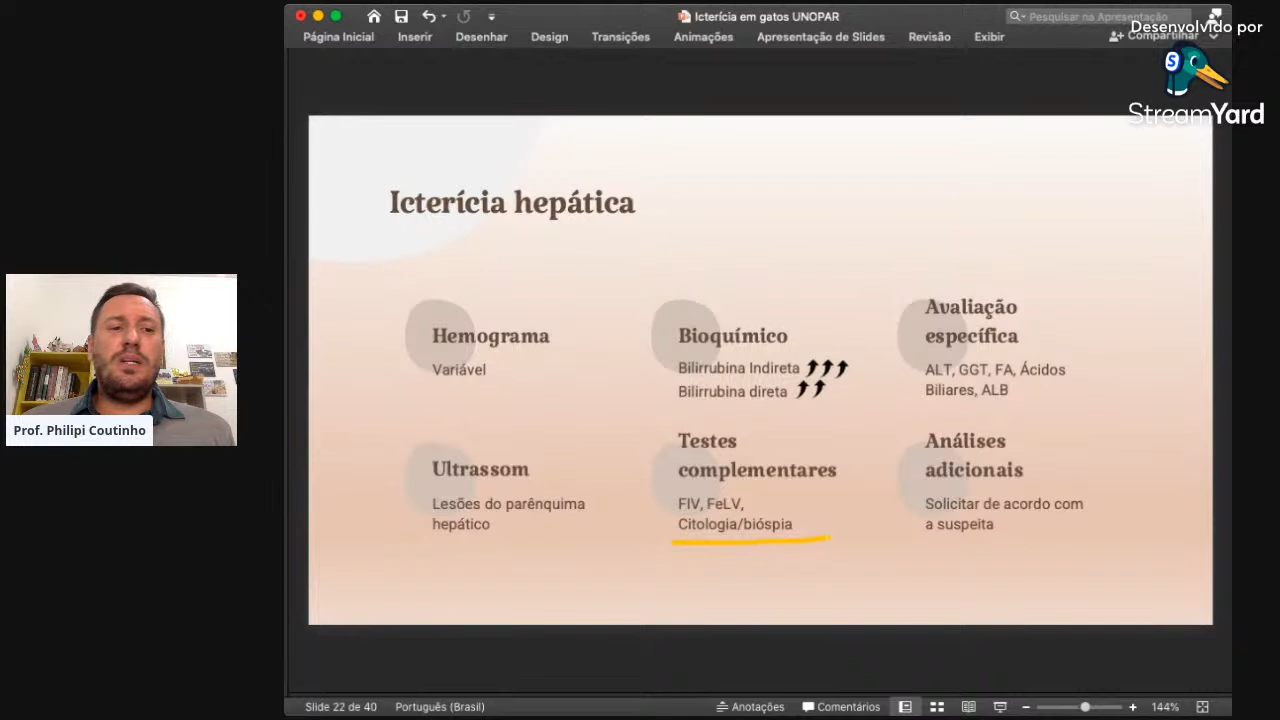 Icterícia em gatos UNOPAR
Pesquisar na Apresentação
Página Inicial
Inserir
Desenhar
Design
Transições
Animações
Apresentação de Slides
Revisão
Exibir
Compartilhar
Desenvolvido por
S
StreamYard
Icterícia hepática
Hemograma
Variável
Bioquímico
Bilirrubina Indireta
Bilirrubina direta
Avaliação
específica
ALT, GGT, FA, Ácidos
Biliares, ALB
Ultrassom
Lesões do parênquima
hepático
Testes
complementares
FIV, FeLV,
Citologia/bióspia
Análises
adicionais
Solicitar de acordo com
a suspeita
Prof. Philipi Coutinho
Slide 22 de 40
Português (Brasil)
Anotações
Comentários
144%